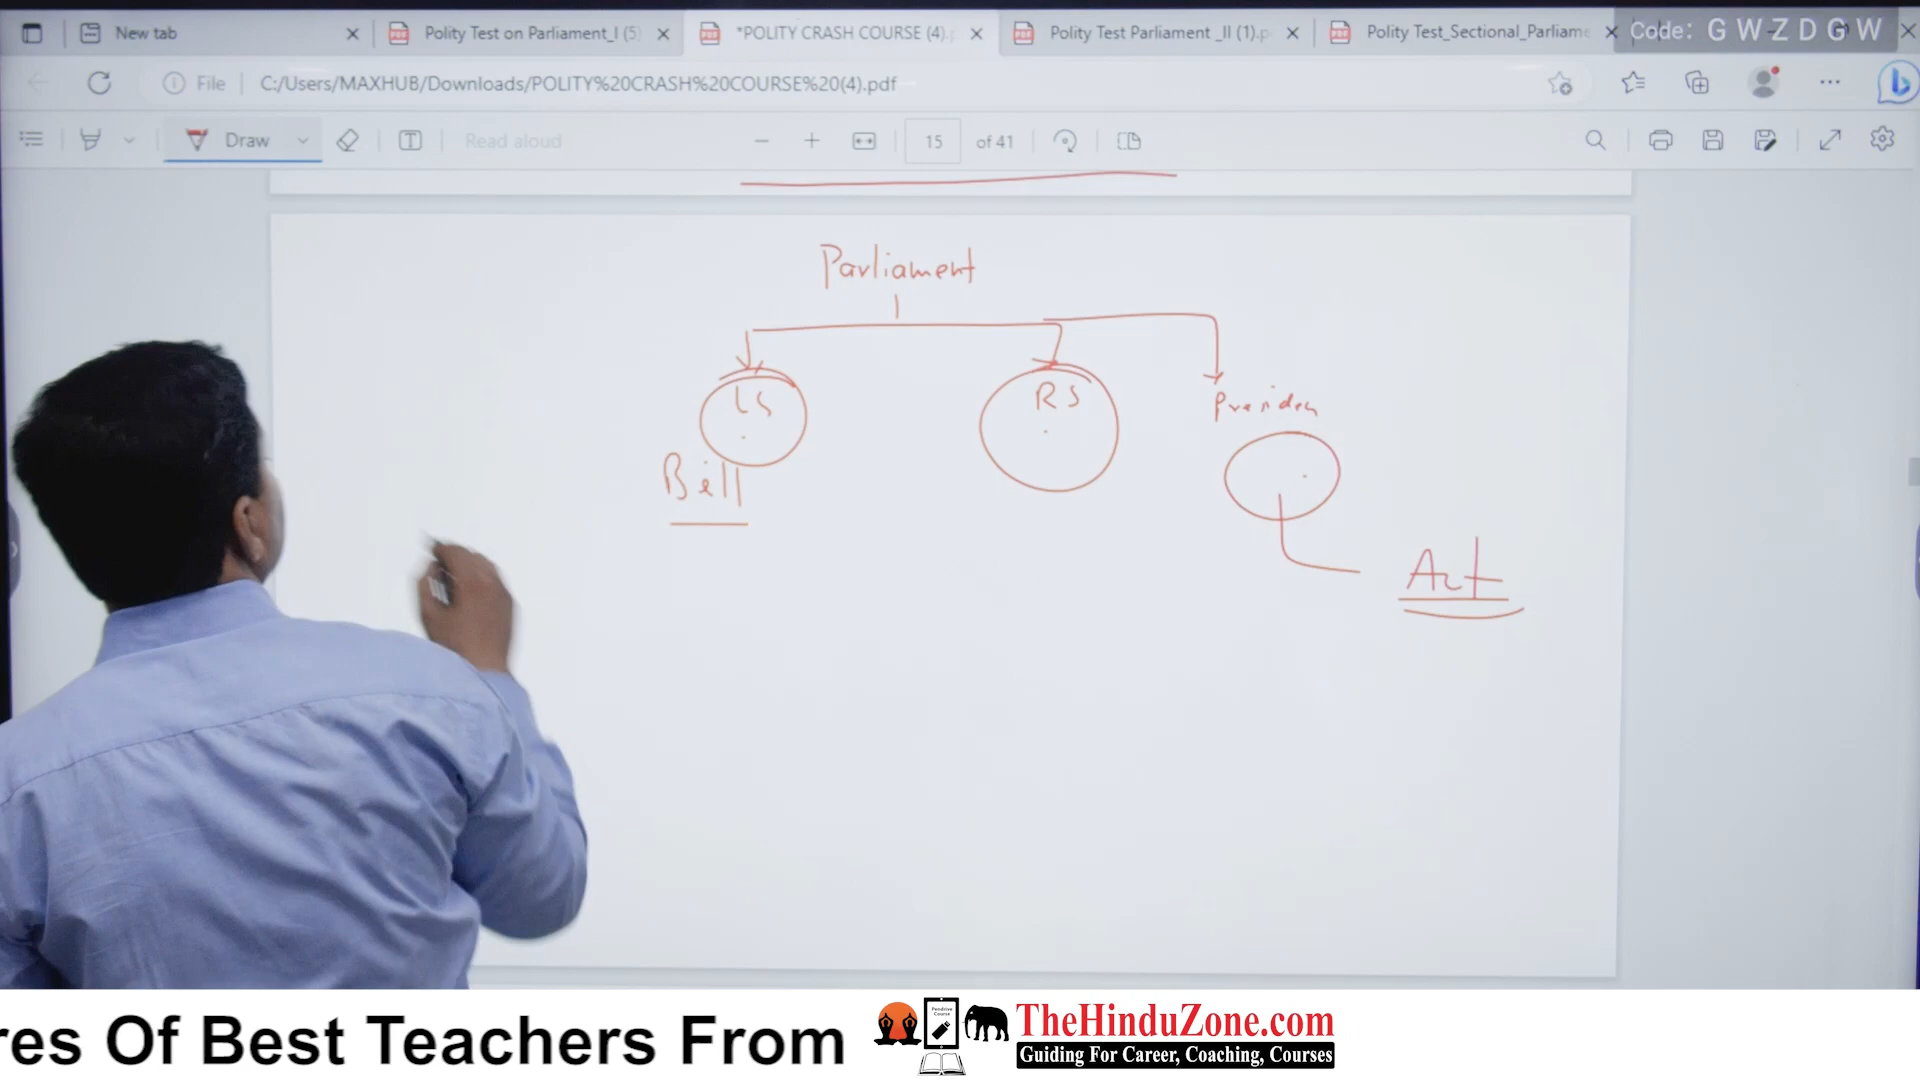 New tab
Polity Test on Parliament_I (5)
*POLITY CRASH COURSE (4).p
Polity Test Parliament _II (1).p
Polity Test_Sectional_Parliame
Code: G W Z D G W
File
C:/Users/MAXHUB/Downloads/POLITY%20CRASH%20COURSE%20(4).pdf
Draw
Read aloud
15 of 41
Parliament
LS
RS
Presiden
Bill
Act
res Of Best Teachers From
TheHinduZone.com
Guiding For Career, Coaching, Courses